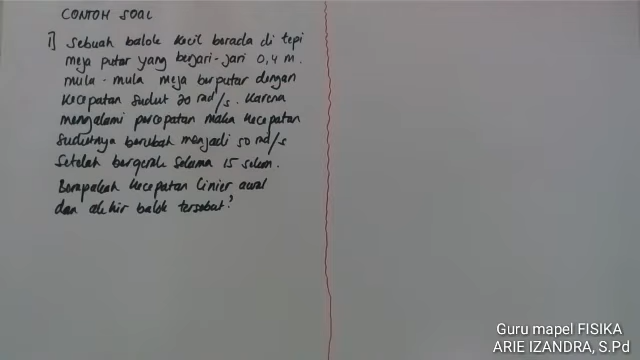 CONTOH SOAL
1] Sebuah balok kecil berada di tepi
meja putar yang berjari-jari 0,4 m.
mula-mula meja berputar dengan
kecepatan sudut 20 rad/s. Karena
mengalami percepatan maka kecepatan
sudutnya berubah menjadi 50 rad/s
setelah bergerak selama 15 sekon.
Berapakah kecepatan linier awal
dan akhir balok tersebut?
Guru mapel FISIKA
ARIE IZANDRA, S.Pd